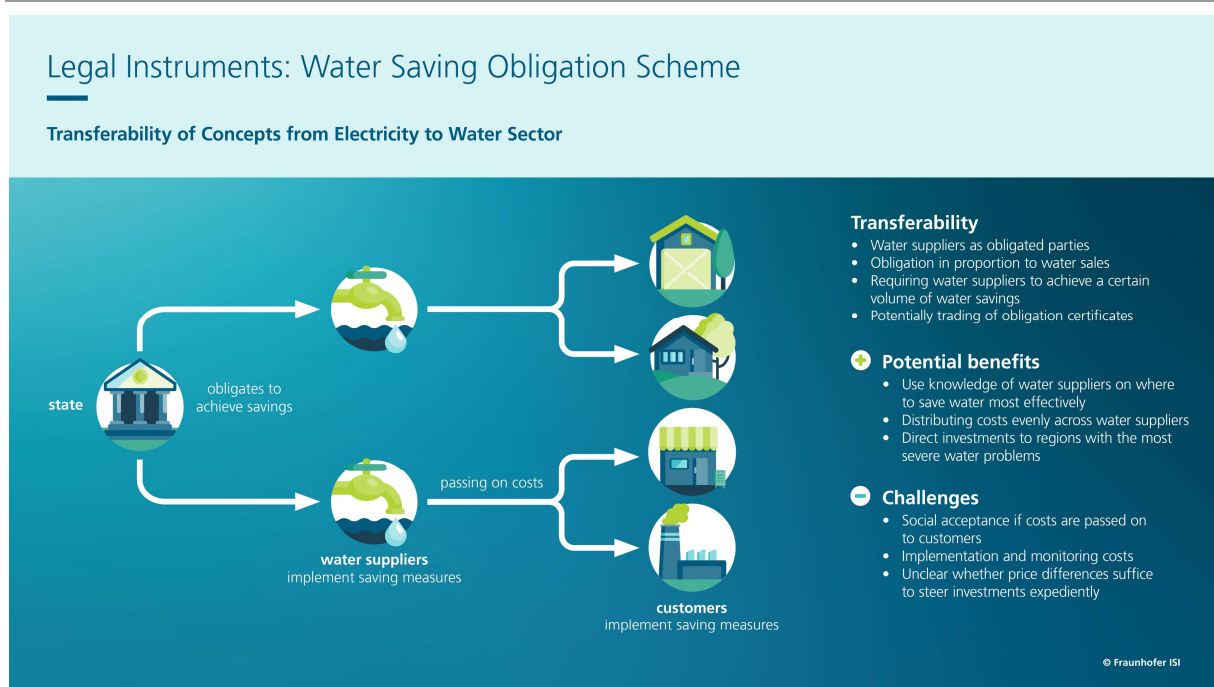 Legal Instruments: Water Saving Obligation Scheme
Transferability of Concepts from Electricity to Water Sector
state
obligates to
achieve savings
water suppliers
implement saving measures
passing on costs
customers
implement saving measures
Transferability
• Water suppliers as obligated parties
• Obligation in proportion to water sales
• Requiring water suppliers to achieve a certain
volume of water savings
• Potentially trading of obligation certificates
Potential benefits
• Use knowledge of water suppliers on where
to save water most effectively
• Distributing costs evenly across water suppliers
• Direct investments to regions with the most
severe water problems
Challenges
• Social acceptance if costs are passed on
to customers
• Implementation and monitoring costs
• Unclear whether price differences suffice
to steer investments expediently
© Fraunhofer ISI